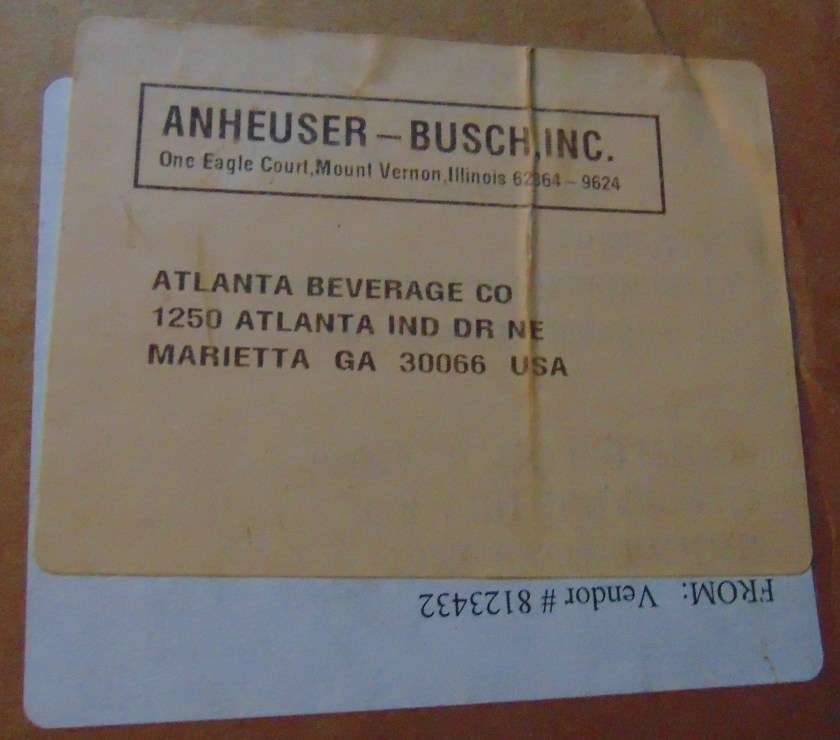 ANHEUSER – BUSCH, INC.
One Eagle Court, Mount Vernon, Illinois 62864 – 9624
ATLANTA BEVERAGE CO
1250 ATLANTA IND DR NE
MARIETTA GA 30066 USA
FROM: Vendor # 8123432